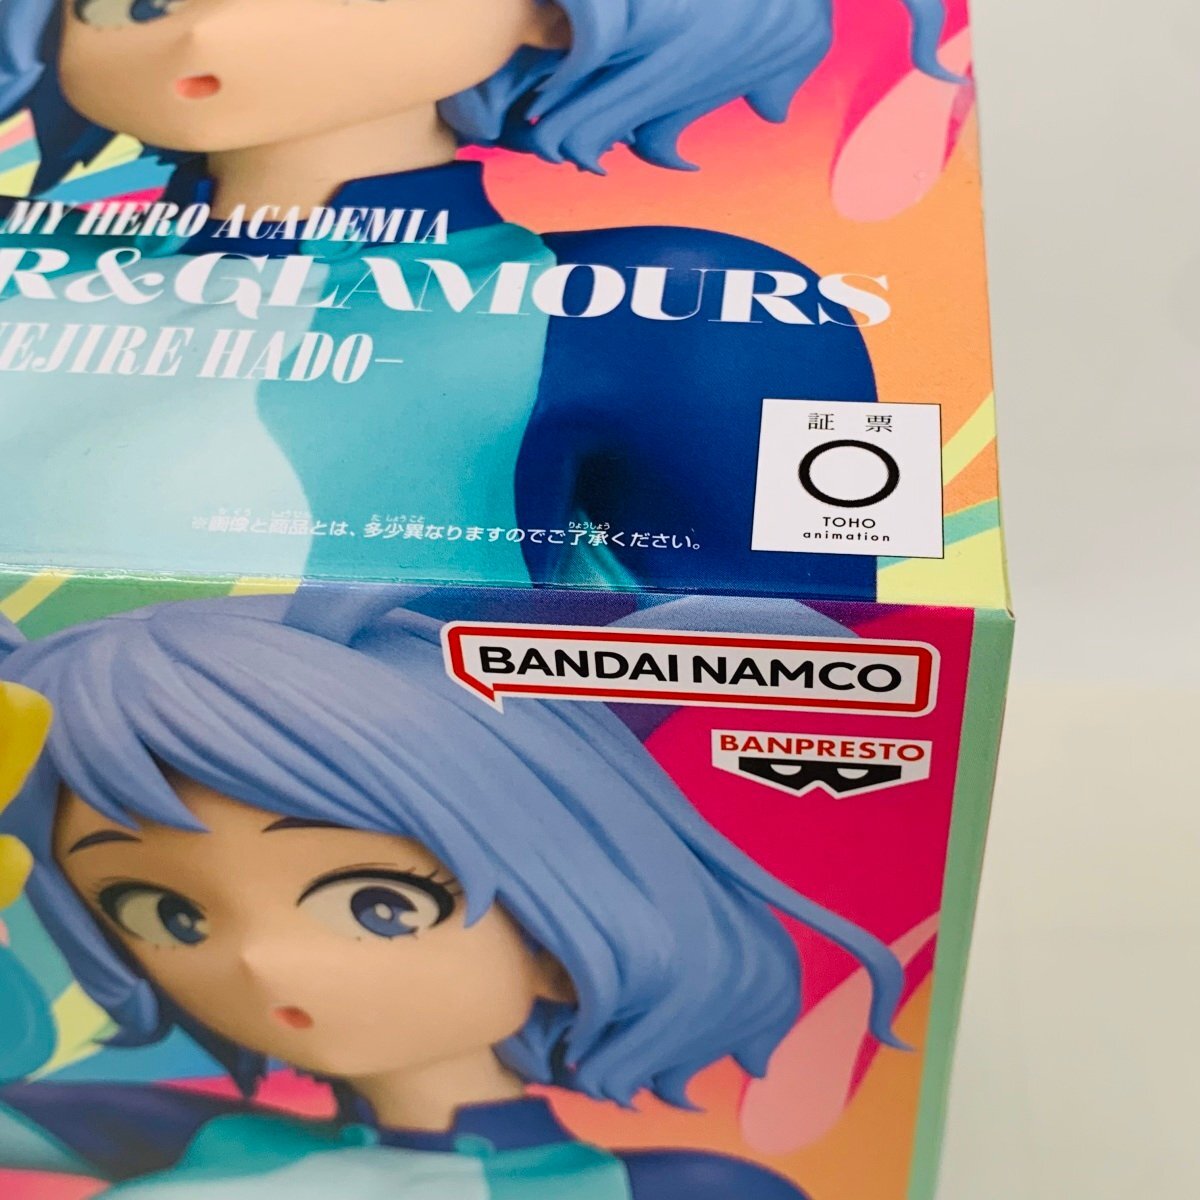 MY HERO ACADEMIA
R&GLAMOURS
EJIRE HADO-
証票
TOHO
animation
※画像と商品とは、多少異なりますのでご了承ください。
BANDAI NAMCO
BANPRESTO